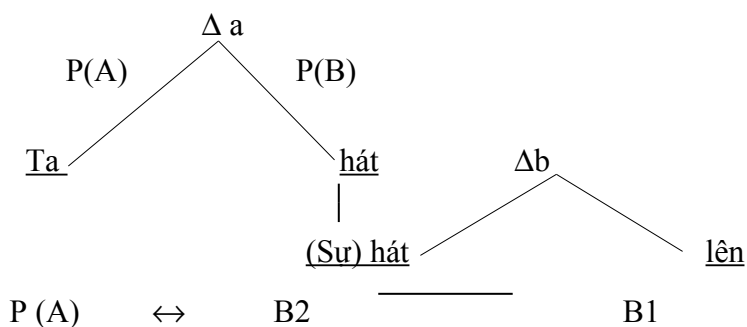 Δ a
P(A) P(B)
Ta hát Δb
(Sự) hát lên
P (A) ↔ B2 B1